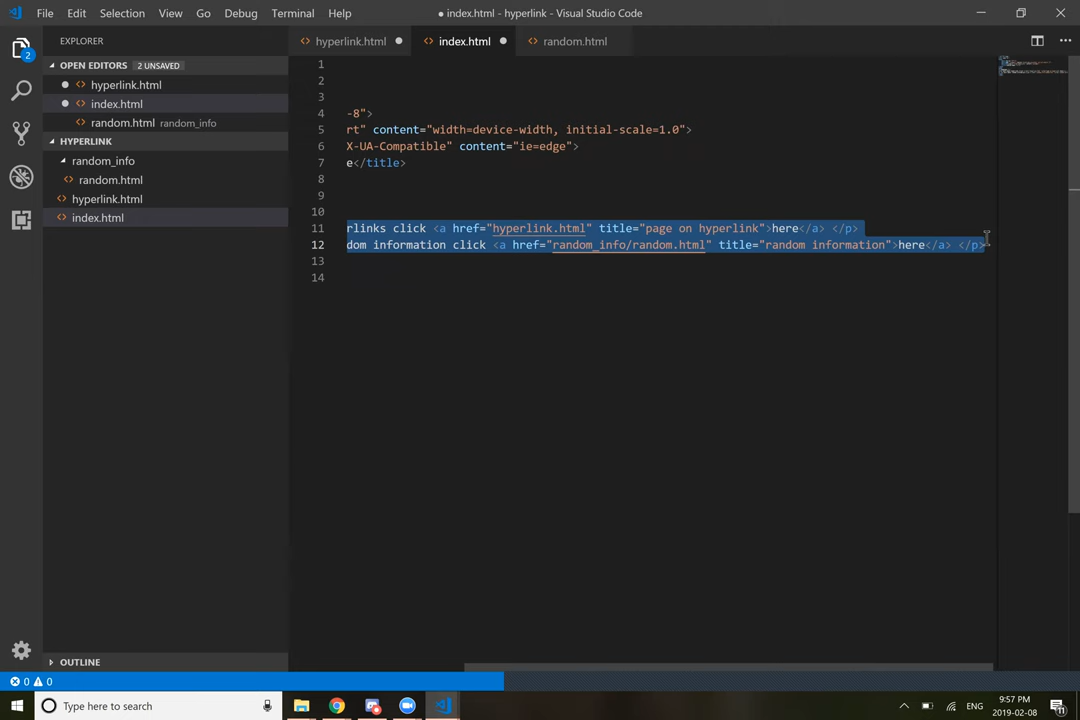 File Edit Selection View Go Debug Terminal Help ● index.html - hyperlink - Visual Studio Code
EXPLORER
hyperlink.html index.html random.html
OPEN EDITORS 2 UNSAVED
hyperlink.html
index.html
random.html random_info
HYPERLINK
random_info
random.html
hyperlink.html
index.html
OUTLINE
1
2
3
4 -8">
5 rt" content="width=device-width, initial-scale=1.0">
6 X-UA-Compatible" content="ie=edge">
7 e</title>
8
9
10
11 rlinks click <a href="hyperlink.html" title="page on hyperlink">here</a> </p>
12 dom information click <a href="random_info/random.html" title="random information">here</a> </p>
13
14
2
0 0
Type here to search
ENG
9:57 PM
2019-02-08
11